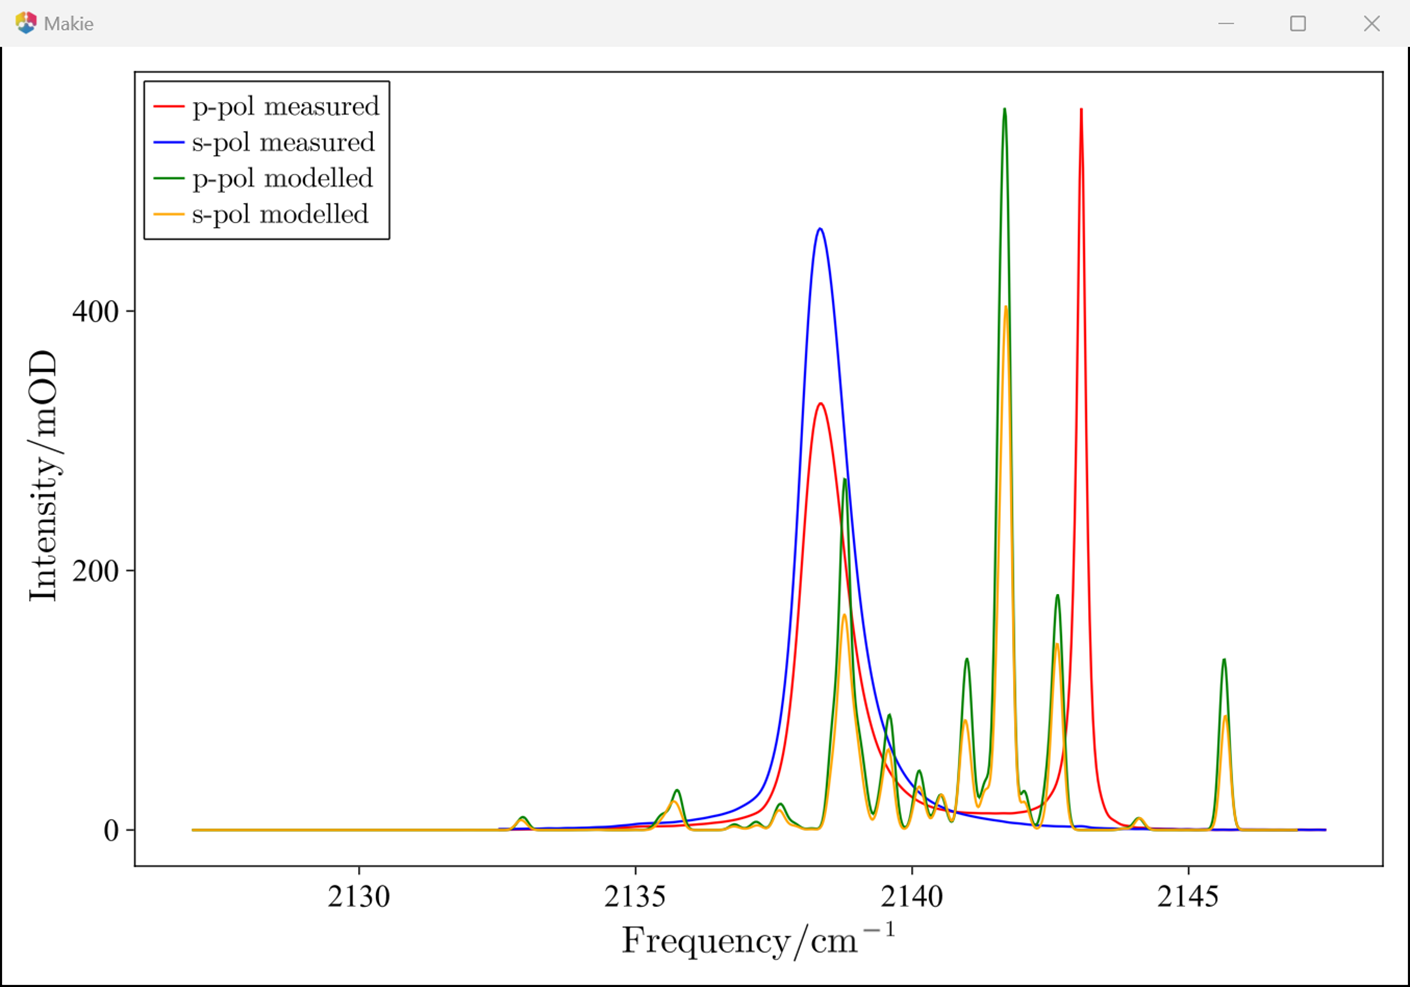 Makie
p-pol measured
s-pol measured
p-pol modelled
s-pol modelled
400
200
0
Intensity/mOD
2130 2135 2140 2145
Frequency/cm⁻¹